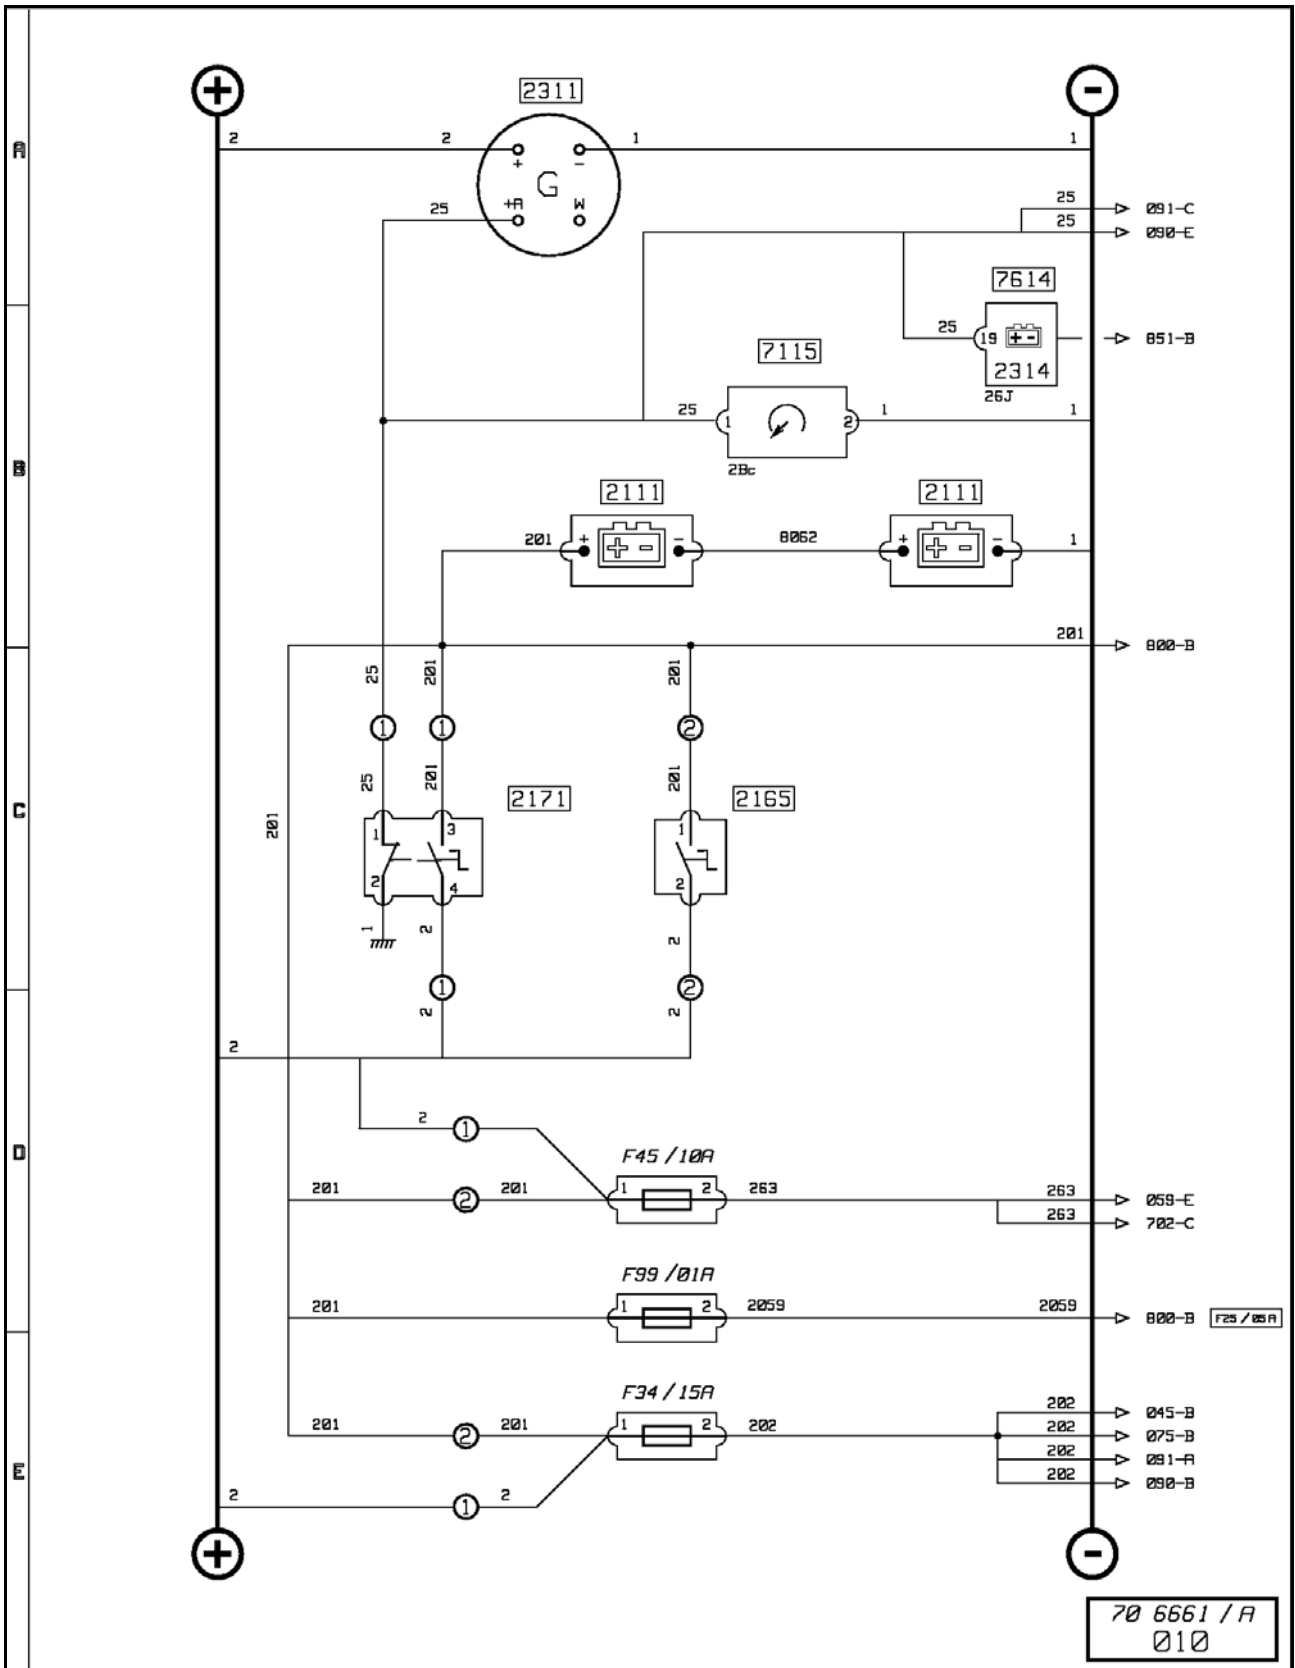 + 2311 -
2 2 1 1
A
+ -
G
+A W
25
25 091-C
25 090-E
7614
25 19 + - 851-B
7115
2314
26J
25 1 2 1 1
B
2Bc
2111 2111
201 + + - - 8062 + + - - 1
201 800-B
25 201 201
1 1 2
25 201 201
2171 2165
C
201
1 3 1
2 4 2
1 2 2
1 2
2 2
2
2 1
D
F45 /10A
201 2 201 1 2 263 263 059-E
263 702-C
F99 /01A
201 1 2 2059 2059 800-B F25 / 05A
F34 / 15A
202 045-B
201 2 201 1 2 202 202 075-B
202 091-A
E
202 090-B
2 1 2
+ -
70 6661 / A
010